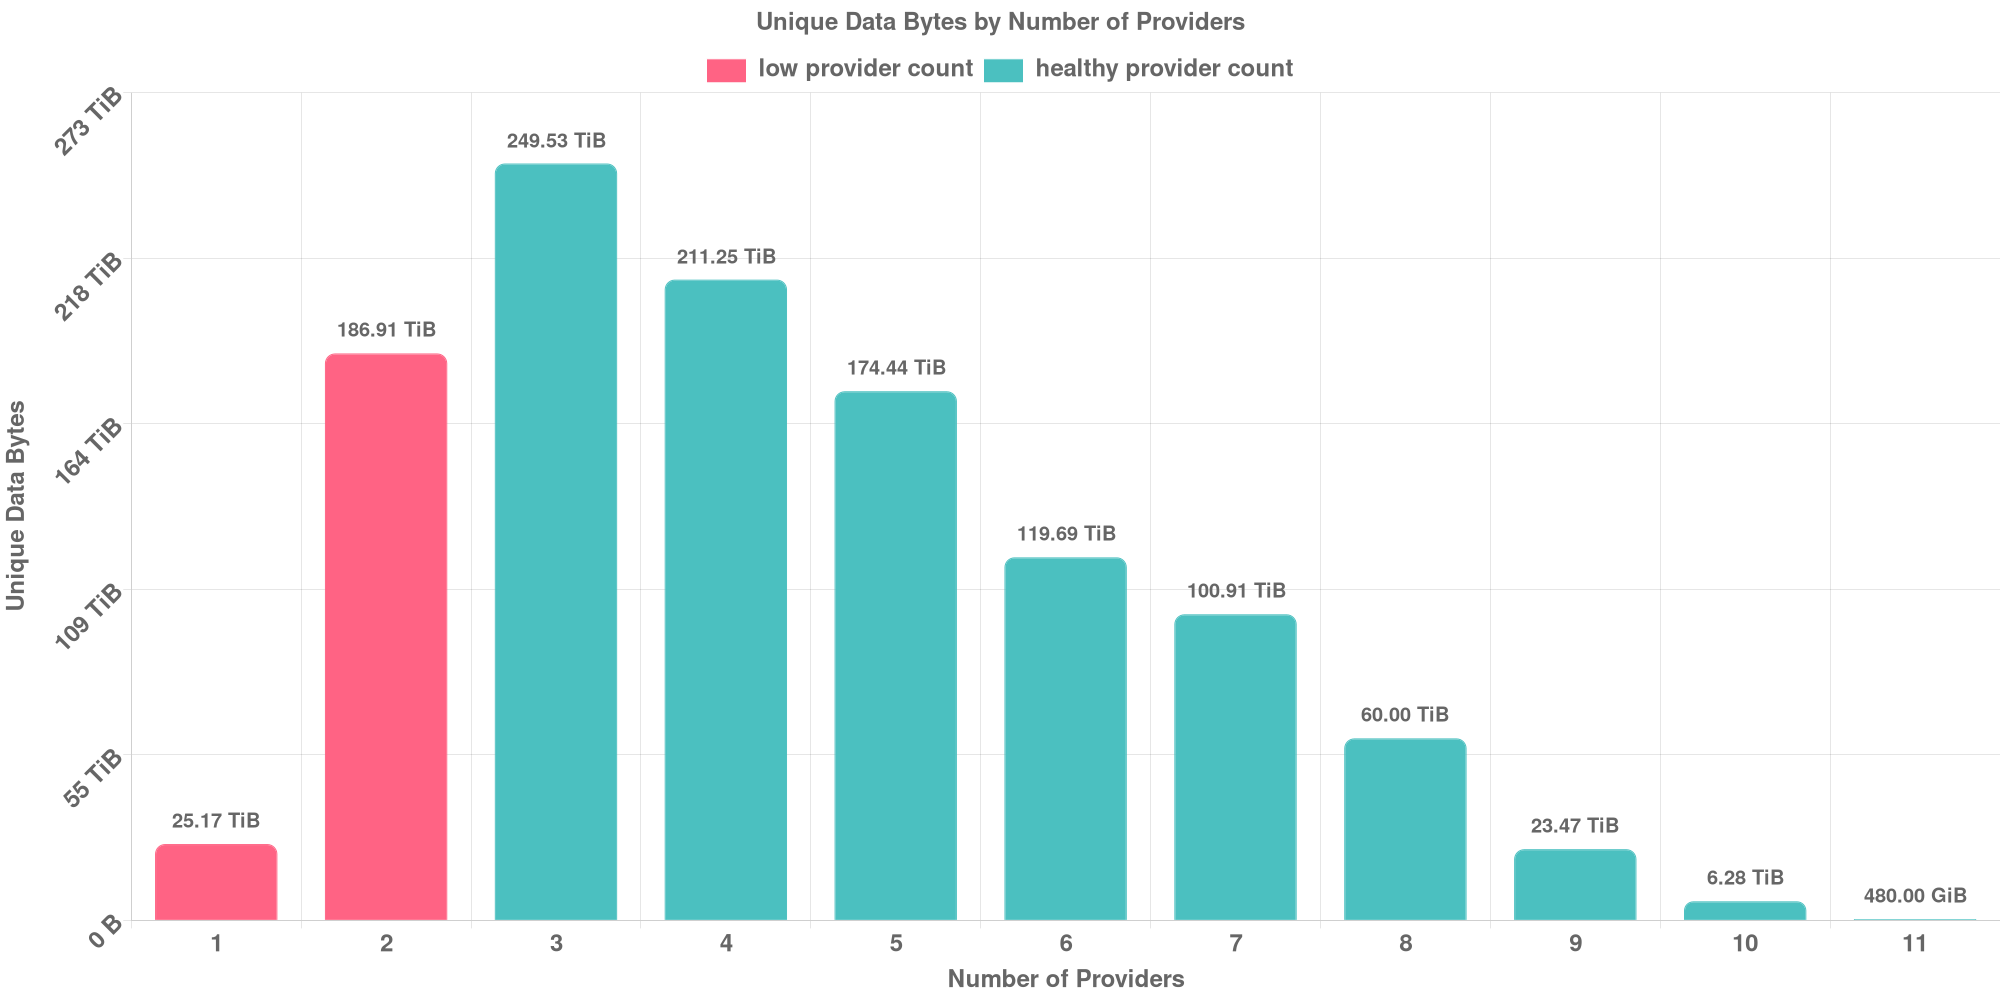 Unique Data Bytes by Number of Providers
low provider count
healthy provider count
273 TiB
218 TiB
164 TiB
109 TiB
55 TiB
0 B
Unique Data Bytes
25.17 TiB
186.91 TiB
249.53 TiB
211.25 TiB
174.44 TiB
119.69 TiB
100.91 TiB
60.00 TiB
23.47 TiB
6.28 TiB
480.00 GiB
1 2 3 4 5 6 7 8 9 10 11
Number of Providers